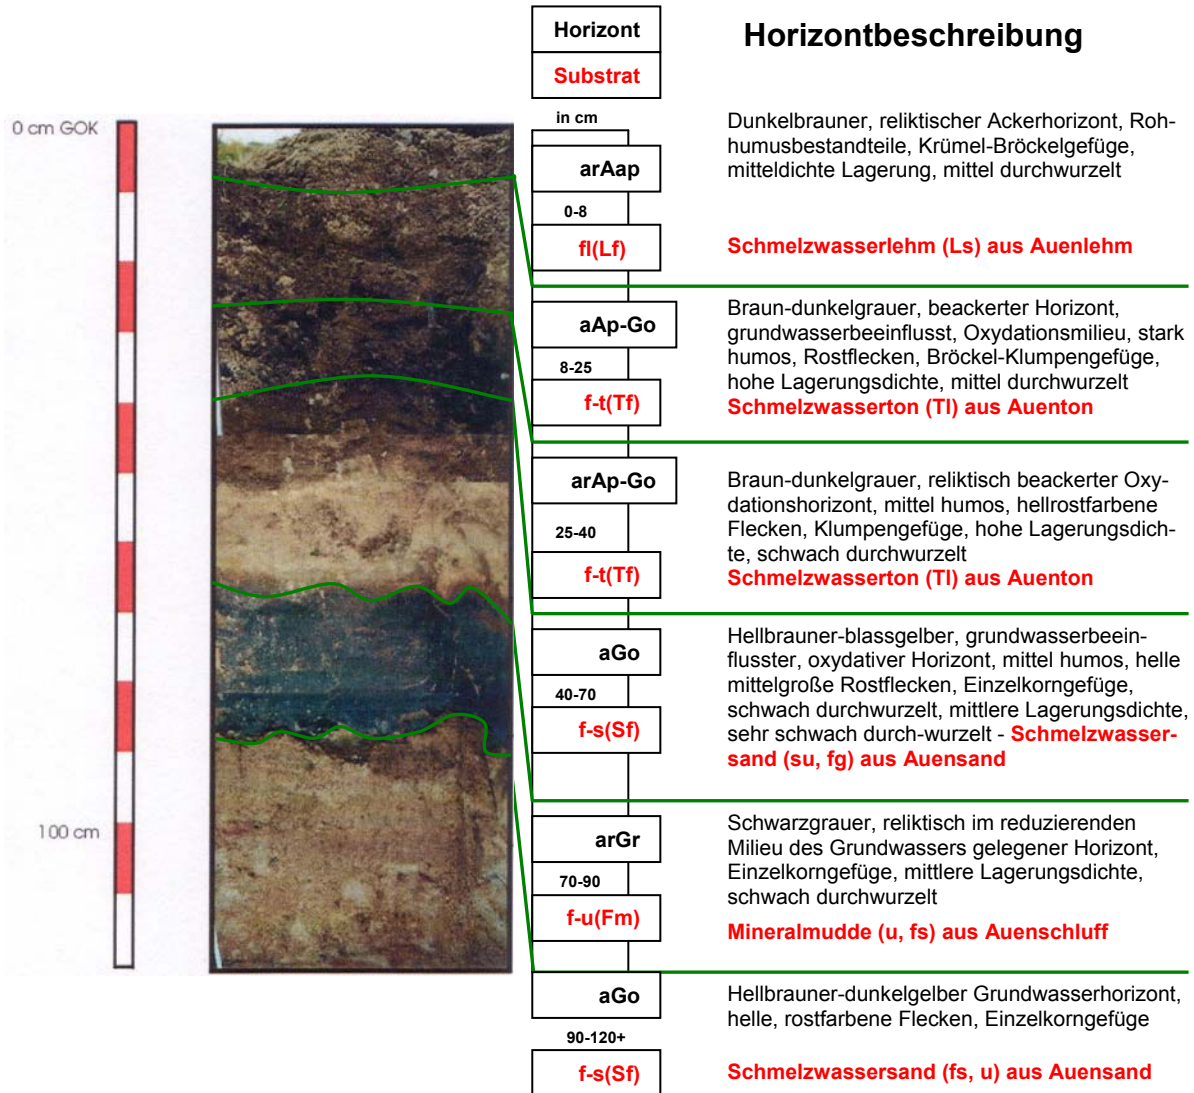 Horizont
Substrat
Horizontbeschreibung
0 cm GOK
100 cm
in cm
arAap
0-8
fl(Lf)
Dunkelbrauner, reliktischer Ackerhorizont, Roh-
humusbestandteile, Krümel-Bröckelgefüge,
mitteldichte Lagerung, mittel durchwurzelt
Schmelzwasserlehm (Ls) aus Auenlehm
aAp-Go
8-25
f-t(Tf)
Braun-dunkelgrauer, beackerter Horizont,
grundwasserbeeinflusst, Oxydationsmilieu, stark
humos, Rostflecken, Bröckel-Klumpengefüge,
hohe Lagerungsdichte, mittel durchwurzelt
Schmelzwasserton (Tl) aus Auenton
arAp-Go
25-40
f-t(Tf)
Braun-dunkelgrauer, reliktisch beackerter Oxy-
dationshorizont, mittel humos, hellrostfarbene
Flecken, Klumpengefüge, hohe Lagerungsdich-
te, schwach durchwurzelt
Schmelzwasserton (Tl) aus Auenton
aGo
40-70
f-s(Sf)
Hellbrauner-blassgelber, grundwasserbeein-
flusster, oxydativer Horizont, mittel humos, helle
mittelgroße Rostflecken, Einzelkorngefüge,
schwach durchwurzelt, mittlere Lagerungsdichte,
sehr schwach durch-wurzelt - Schmelzwasser-
sand (su, fg) aus Auensand
arGr
70-90
f-u(Fm)
Schwarzgrauer, reliktisch im reduzierenden
Milieu des Grundwassers gelegener Horizont,
Einzelkorngefüge, mittlere Lagerungsdichte,
schwach durchwurzelt
Mineralmudde (u, fs) aus Auenschluff
aGo
90-120+
f-s(Sf)
Hellbrauner-dunkelgelber Grundwasserhorizont,
helle, rostfarbene Flecken, Einzelkorngefüge
Schmelzwassersand (fs, u) aus Auensand